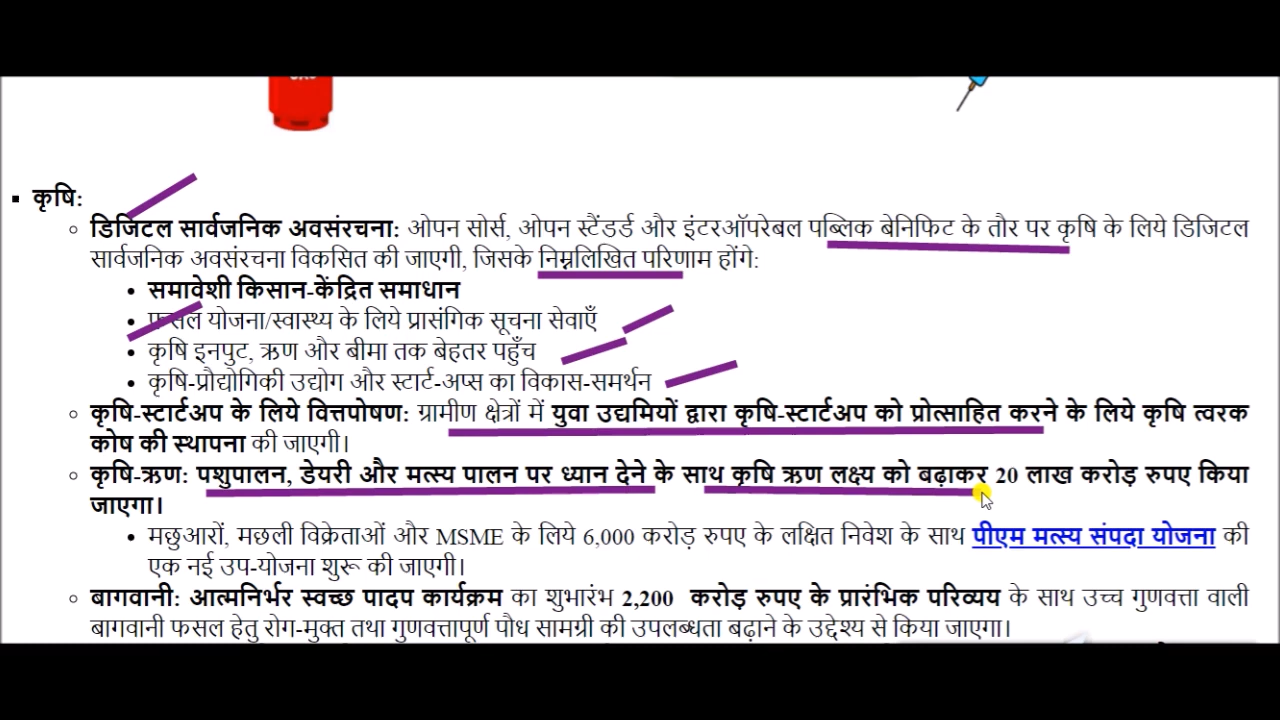 कृषि:
डिजिटल सार्वजनिक अवसंरचना: ओपन सोर्स, ओपन स्टैंडर्ड और इंटरऑपरेबल पब्लिक बेनिफिट के तौर पर कृषि के लिये डिजिटल
सार्वजनिक अवसंरचना विकसित की जाएगी, जिसके निम्नलिखित परिणाम होंगे:
समावेशी किसान-केंद्रित समाधान
फसल योजना/स्वास्थ्य के लिये प्रासंगिक सूचना सेवाएँ
कृषि इनपुट, ऋण और बीमा तक बेहतर पहुँच
कृषि-प्रौद्योगिकी उद्योग और स्टार्ट-अप्स का विकास-समर्थन
कृषि-स्टार्टअप के लिये वित्तपोषण: ग्रामीण क्षेत्रों में युवा उद्यमियों द्वारा कृषि-स्टार्टअप को प्रोत्साहित करने के लिये कृषि त्वरक
कोष की स्थापना की जाएगी।
कृषि-ऋण: पशुपालन, डेयरी और मत्स्य पालन पर ध्यान देने के साथ कृषि ऋण लक्ष्य को बढ़ाकर 20 लाख करोड़ रुपए किया
जाएगा।
मछुआरों, मछली विक्रेताओं और MSME के लिये 6,000 करोड़ रुपए के लक्षित निवेश के साथ पीएम मत्स्य संपदा योजना की
एक नई उप-योजना शुरू की जाएगी।
बागवानी: आत्मनिर्भर स्वच्छ पादप कार्यक्रम का शुभारंभ 2,200 करोड़ रुपए के प्रारंभिक परिव्यय के साथ उच्च गुणवत्ता वाली
बागवानी फसल हेतु रोग-मुक्त तथा गुणवत्तापूर्ण पौध सामग्री की उपलब्धता बढ़ाने के उद्देश्य से किया जाएगा।